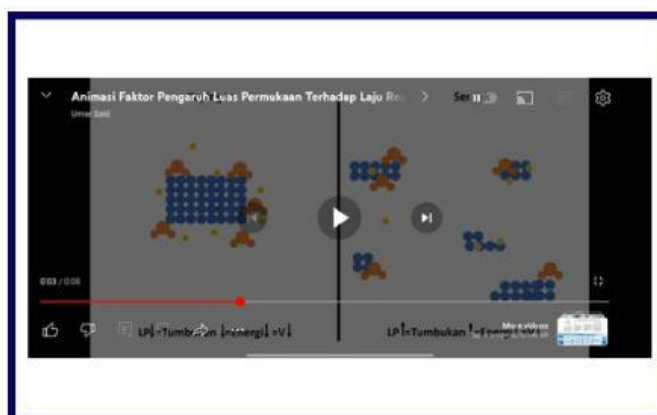 Animasi Faktor Pengaruh Luas Permukaan Terhadap Laju Re
Umar Said
0:03 / 0:08
LP↓=Tumbukan ↓=Energi↓ =V↓
LP↑=Tumbukan ↑=Energi↓ =V↑
More videos